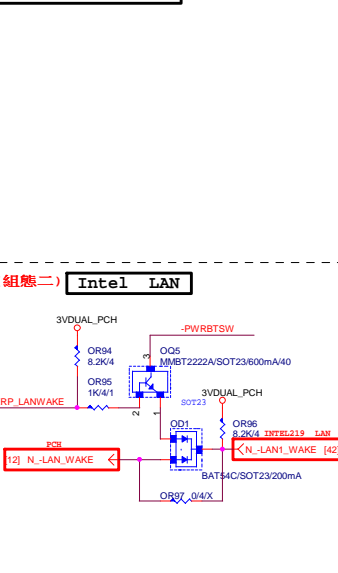 組態二)
Intel LAN
3VDUAL_PCH
-PWRBTSW
OR94
8.2K/4
OQ5
MMBT2222A/SOT23/600mA/40
3
OR95
1K/4/1
RP_LANWAKE
2
1
SOT23
3VDUAL_PCH
OD1
OR96
8.2K/4
INTEL219 LAN
PCH
[12] N_-LAN_WAKE
N_-LAN1_WAKE [42]
BAT54C/SOT23/200mA
OR97
0/4/X